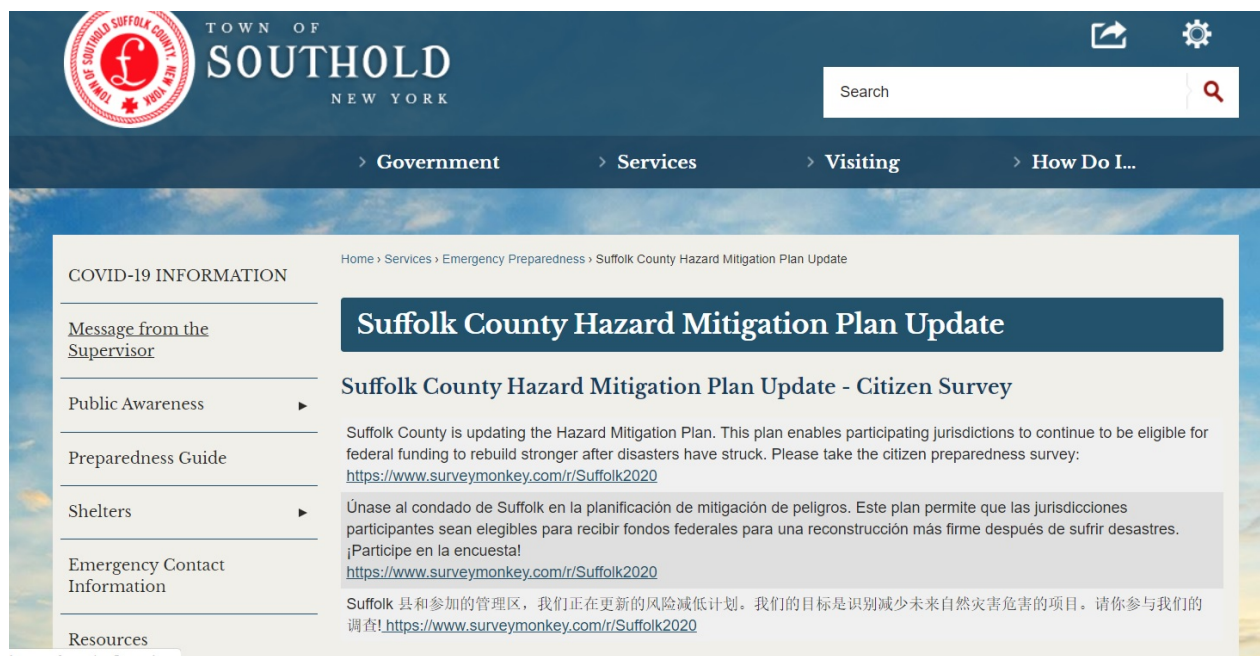 TOWN OF SOUTHOLD SUFFOLK COUNTY. NEW YORK
TOWN OF
SOUTHOLD
NEW YORK
Search
Government
Services
Visiting
How Do I...
COVID-19 INFORMATION
Message from the
Supervisor
Public Awareness
Preparedness Guide
Shelters
Emergency Contact
Information
Resources
Home › Services › Emergency Preparedness › Suffolk County Hazard Mitigation Plan Update
Suffolk County Hazard Mitigation Plan Update
Suffolk County Hazard Mitigation Plan Update - Citizen Survey
Suffolk County is updating the Hazard Mitigation Plan. This plan enables participating jurisdictions to continue to be eligible for
federal funding to rebuild stronger after disasters have struck. Please take the citizen preparedness survey:
https://www.surveymonkey.com/r/Suffolk2020
Únase al condado de Suffolk en la planificación de mitigación de peligros. Este plan permite que las jurisdicciones
participantes sean elegibles para recibir fondos federales para una reconstrucción más firme después de sufrir desastres.
¡Participe en la encuesta!
https://www.surveymonkey.com/r/Suffolk2020
Suffolk 县和参加的管理区，我们正在更新的风险减低计划。我们的目标是识别减少未来自然灾害危害的项目。请你参与我们的
调查! https://www.surveymonkey.com/r/Suffolk2020